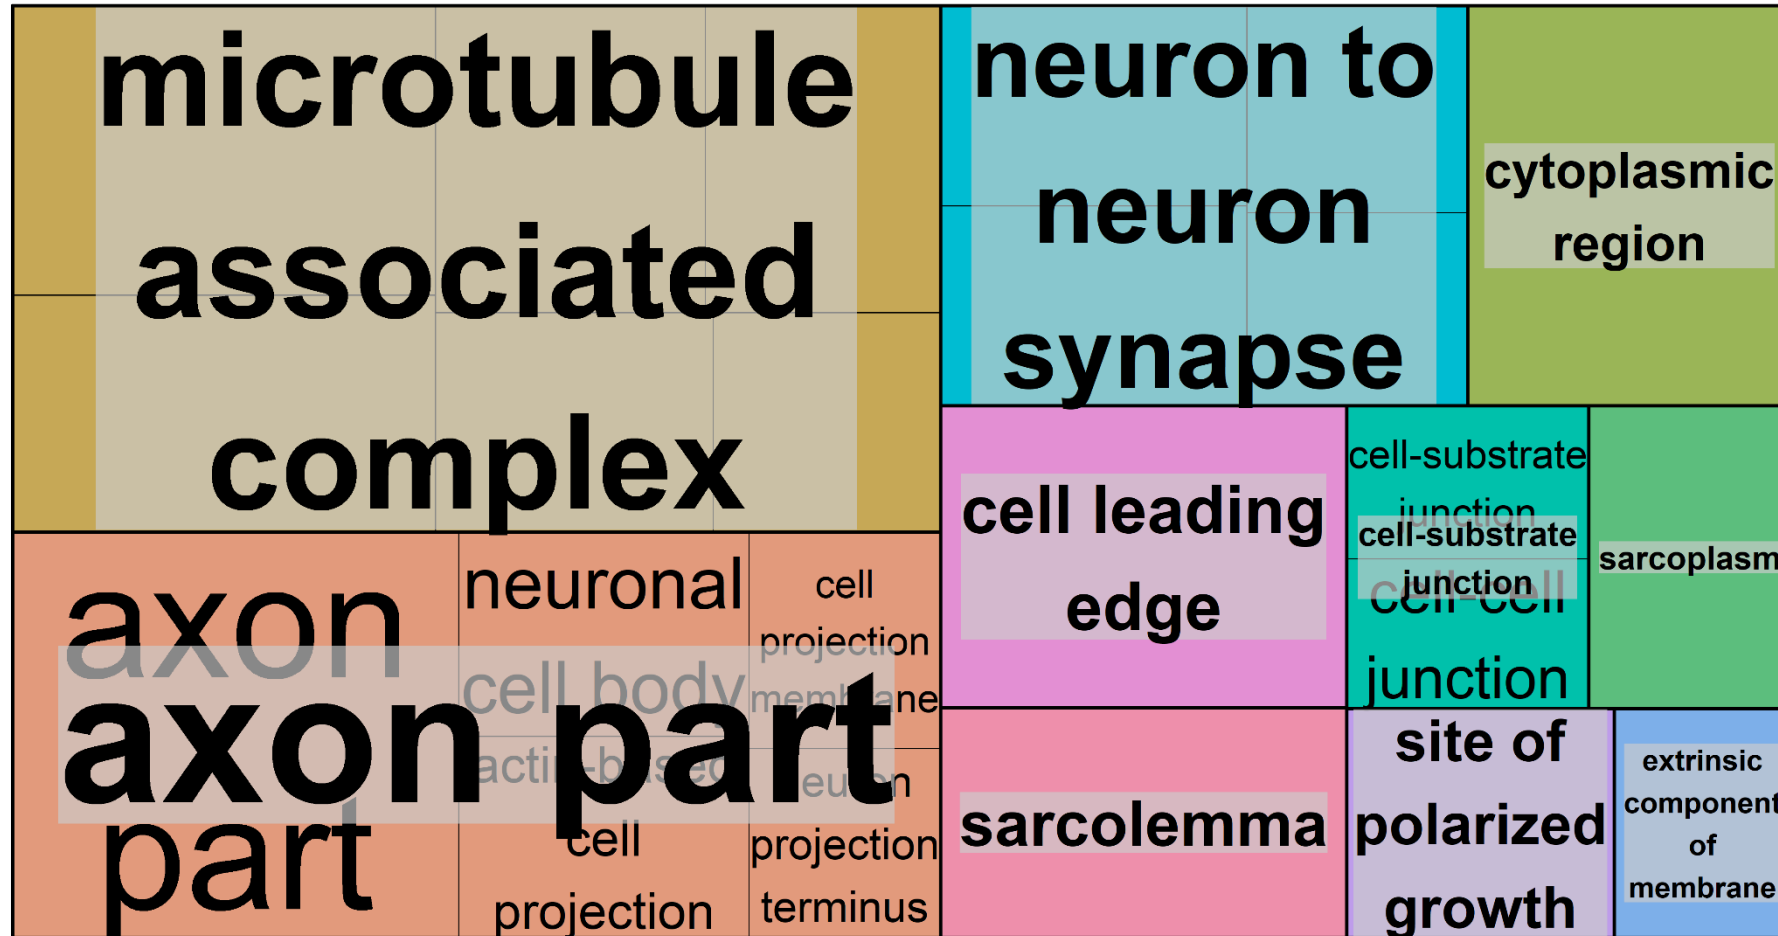 microtubule
associated
complex
neuron to
neuron
synapse
cytoplasmic
region
axon
part
axon part
neuronal
cell body
actin-based
cell
projection
cell
projection
membrane
neuron
projection
terminus
cell leading
edge
cell-substrate
junction
cell-substrate
junction
cell-cell
junction
sarcoplasm
sarcolemma
site of
polarized
growth
extrinsic
component
of
membrane